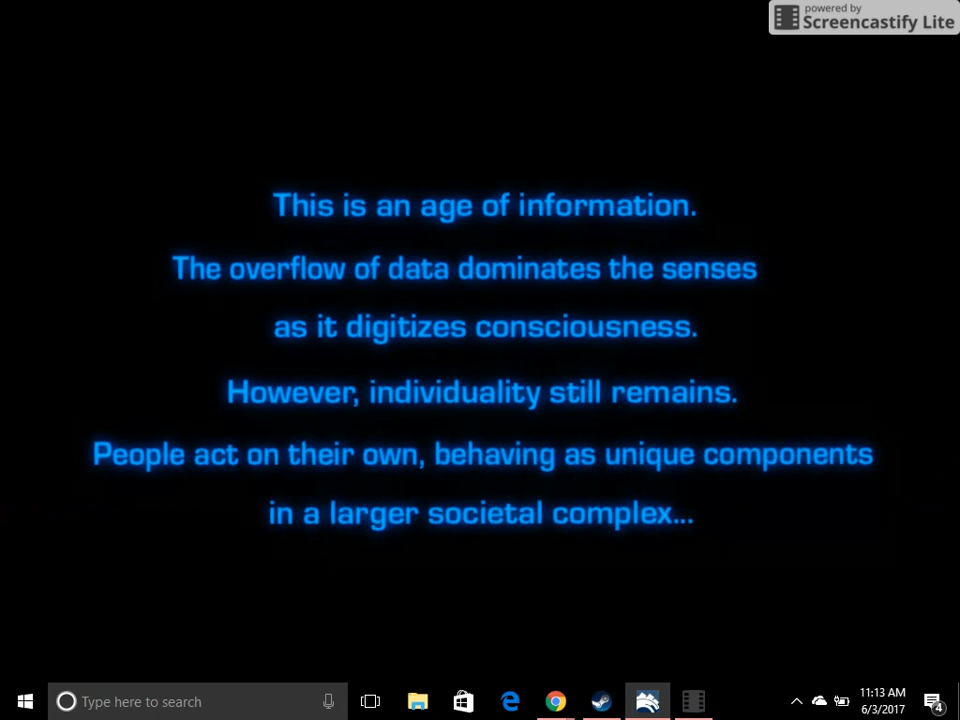 powered by
Screencastify Lite
This is an age of information.
The overflow of data dominates the senses
as it digitizes consciousness.
However, individuality still remains.
People act on their own, behaving as unique components
in a larger societal complex...
Type here to search
11:13 AM
6/3/2017
4